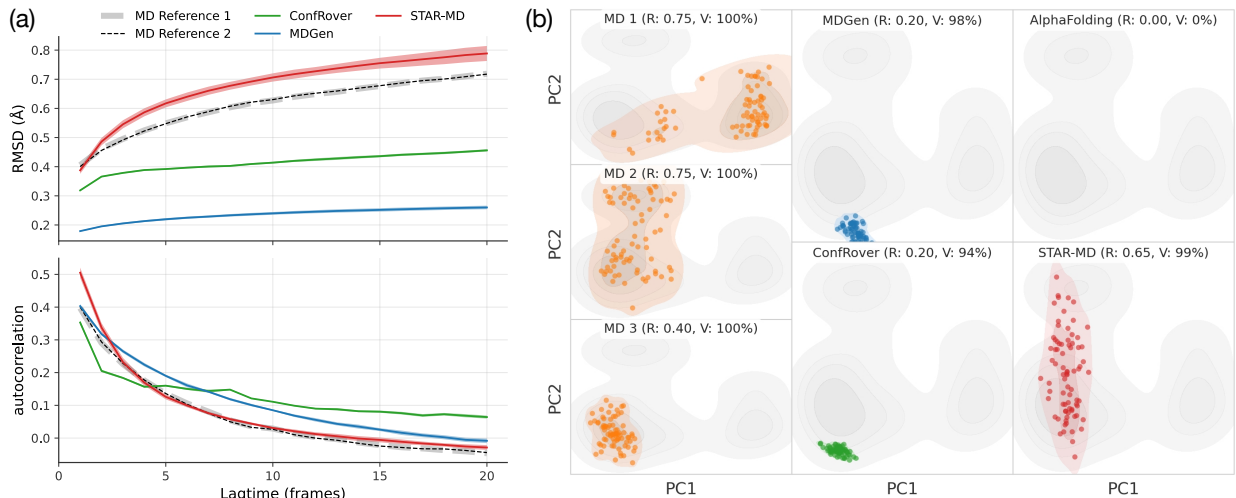 (a)
MD Reference 1
MD Reference 2
ConfRover
MDGen
STAR-MD
RMSD (Å)
0.8
0.7
0.6
0.5
0.4
0.3
0.2
autocorrelation
0.5
0.4
0.3
0.2
0.1
0.0
0 5 10 15 20
Lagtime (frames)
(b)
MD 1 (R: 0.75, V: 100%)
MDGen (R: 0.20, V: 98%)
AlphaFolding (R: 0.00, V: 0%)
PC2
MD 2 (R: 0.75, V: 100%)
PC2
PC2
ConfRover (R: 0.20, V: 94%)
STAR-MD (R: 0.65, V: 99%)
PC2
MD 3 (R: 0.40, V: 100%)
PC2
PC1
PC1
PC1